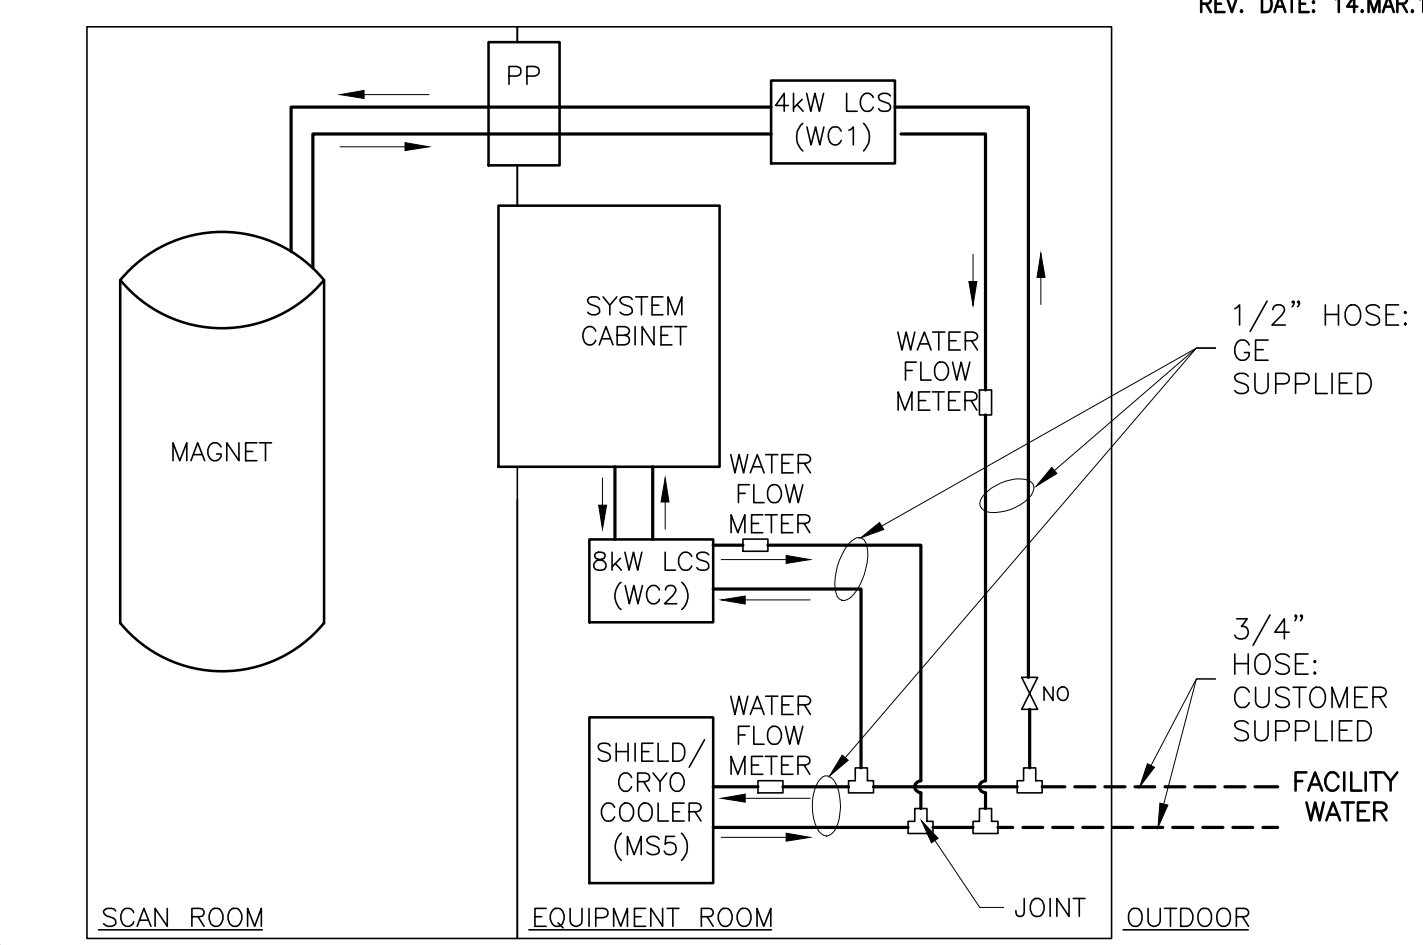 REV. DATE: 14.MAR.1
PP
4kW LCS
(WC1)
SYSTEM
CABINET
MAGNET
WATER
FLOW
METER
1/2” HOSE:
GE
SUPPLIED
WATER
FLOW
METER
8kW LCS
(WC2)
3/4”
HOSE:
CUSTOMER
SUPPLIED
NO
WATER
FLOW
METER
SHIELD/
CRYO
COOLER
(MS5)
FACILITY
WATER
JOINT
SCAN ROOM
EQUIPMENT ROOM
OUTDOOR